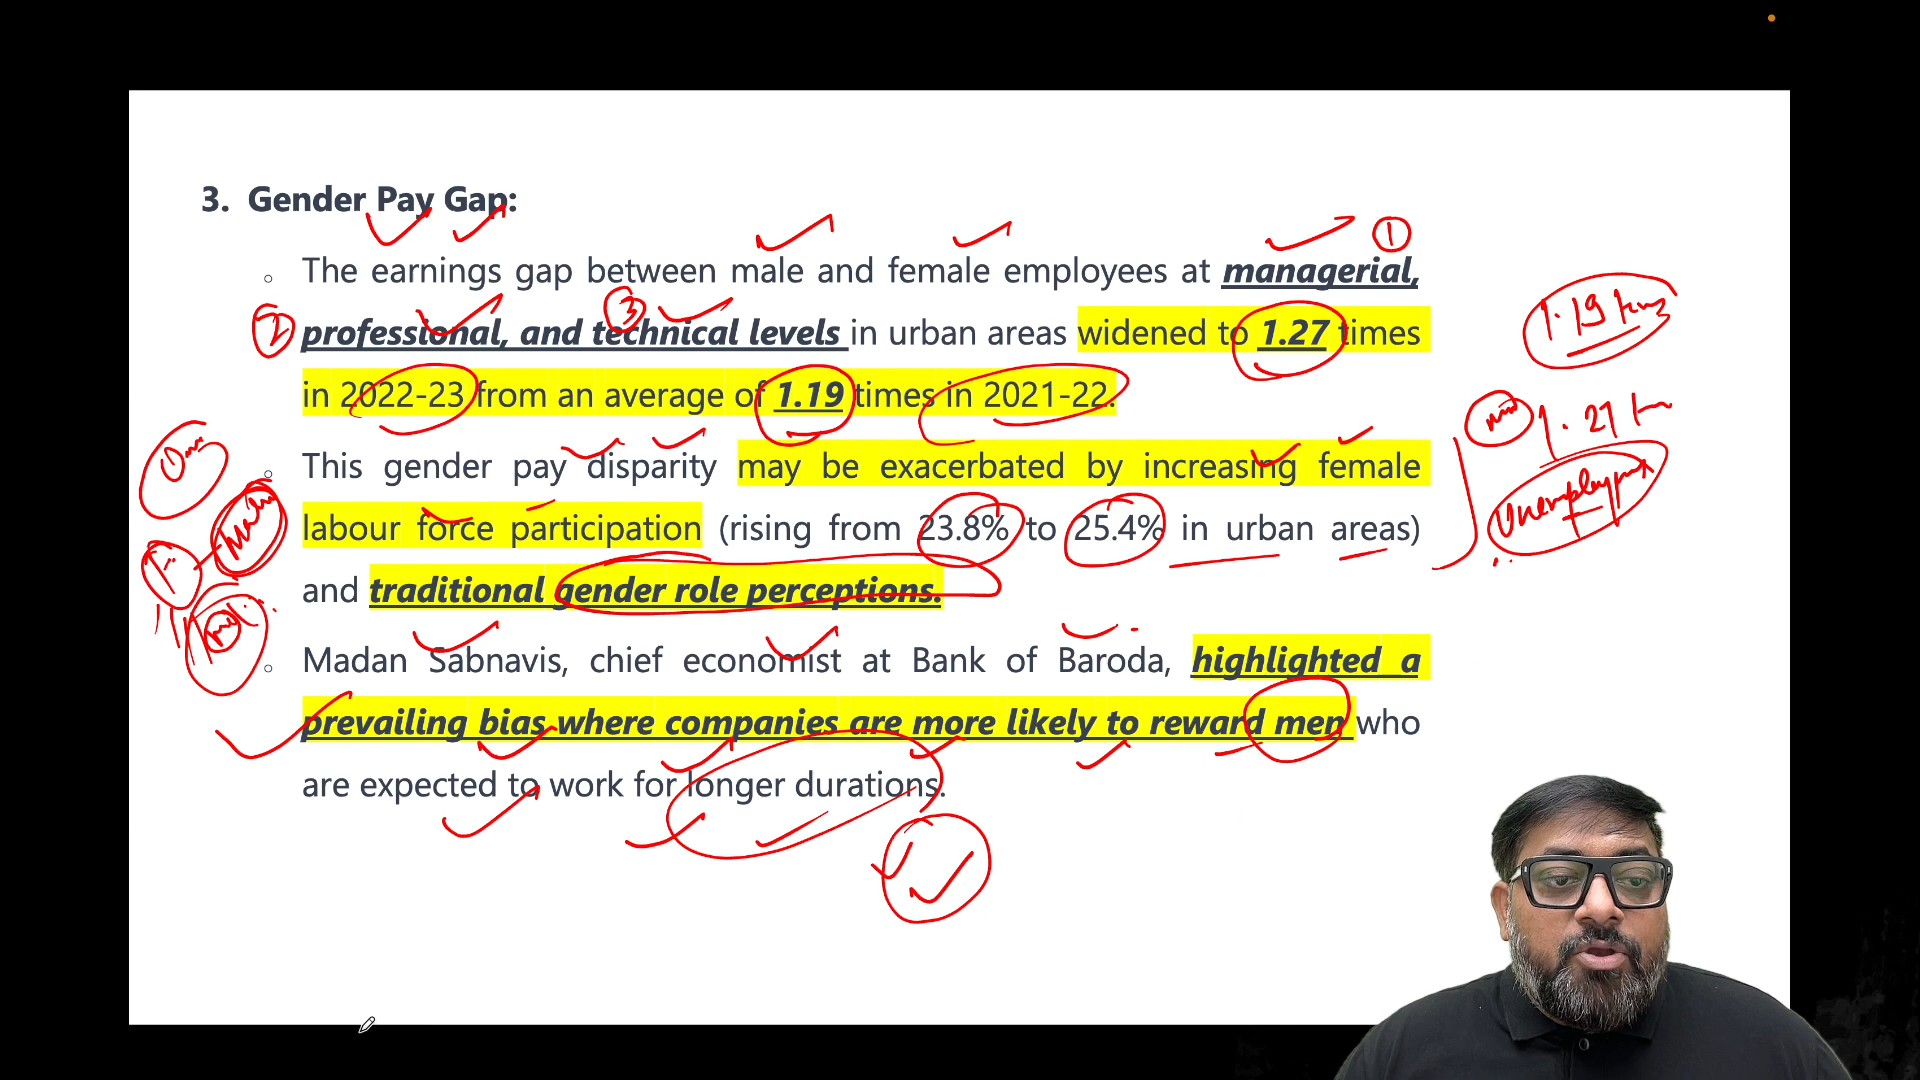 3. Gender Pay Gap:
The earnings gap between male and female employees at managerial, ①
② professional, and ③ technical levels in urban areas widened to 1.27 times
1.19 times
in 2022-23 from an average of 1.19 times in 2021-22.
1.27
This gender pay disparity may be exacerbated by increasing female
Unemployment
labour force participation (rising from 23.8% to 25.4% in urban areas)
and traditional gender role perceptions.
Madan Sabnavis, chief economist at Bank of Baroda, highlighted a
prevailing bias where companies are more likely to reward men who
are expected to work for longer durations.